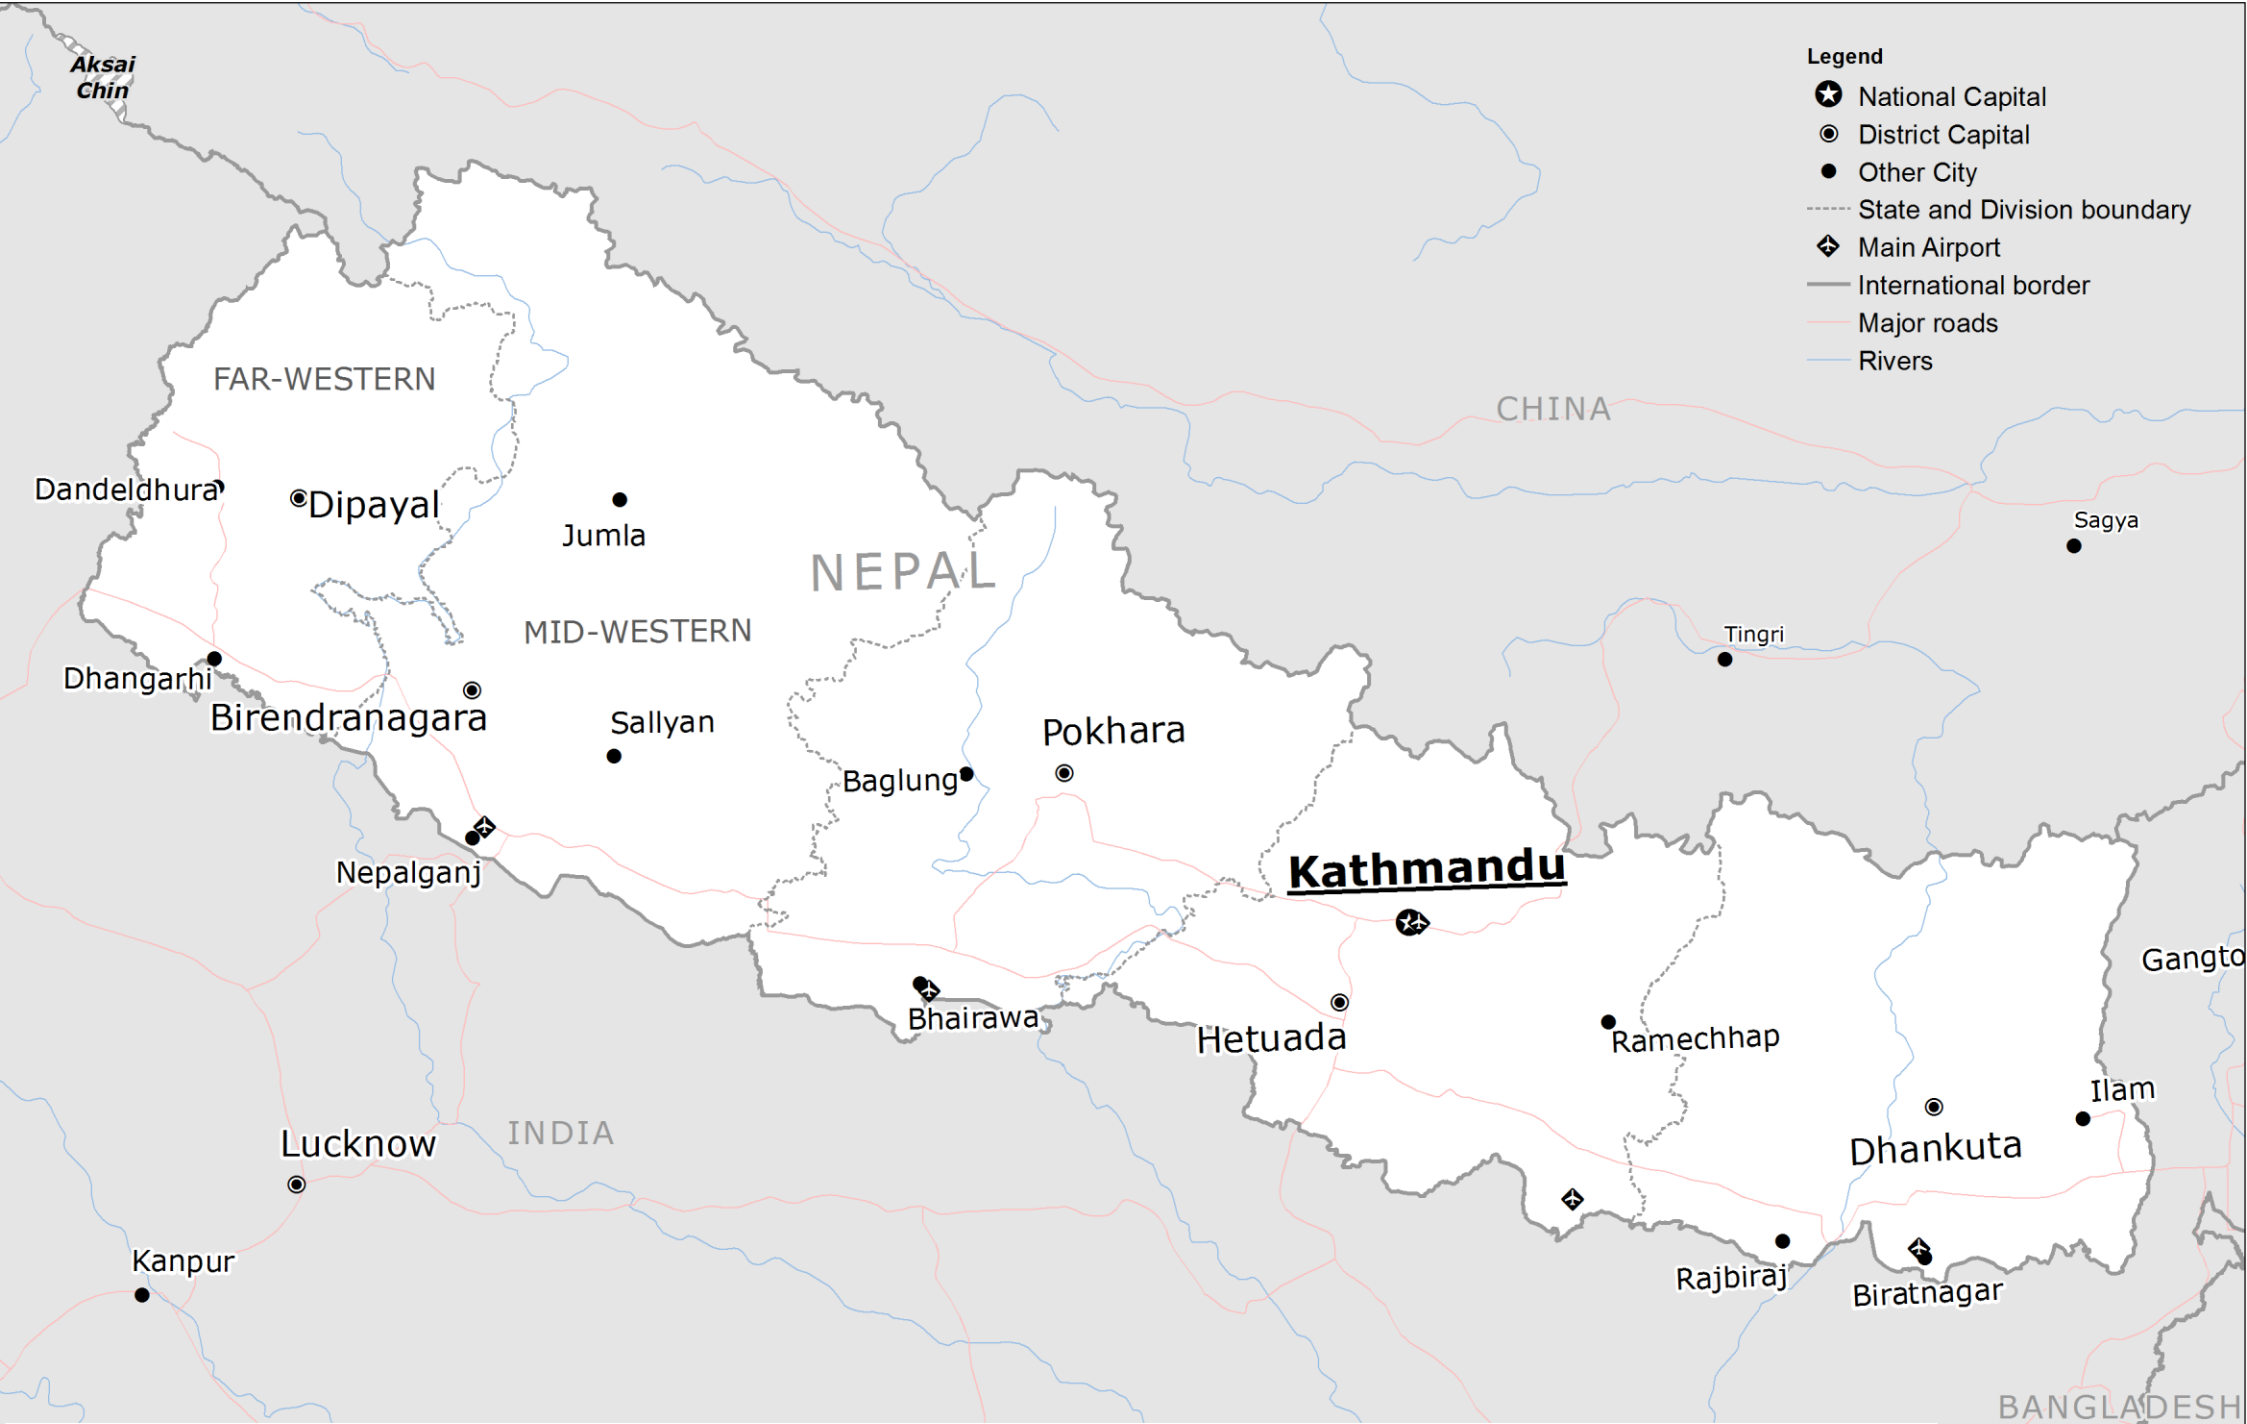 Aksai
Chin
Legend
National Capital
District Capital
Other City
State and Division boundary
Main Airport
International border
Major roads
Rivers
FAR-WESTERN
CHINA
Dandeldhura
Dipayal
Jumla
Sagya
NEPAL
MID-WESTERN
Tingri
Dhangarhi
Birendranagara
Sallyan
Pokhara
Baglung
Kathmandu
Nepalganj
Gangto
Bhairawa
Hetuada
Ramechhap
Ilam
INDIA
Lucknow
Dhankuta
Kanpur
Rajbiraj
Biratnagar
BANGLADESH